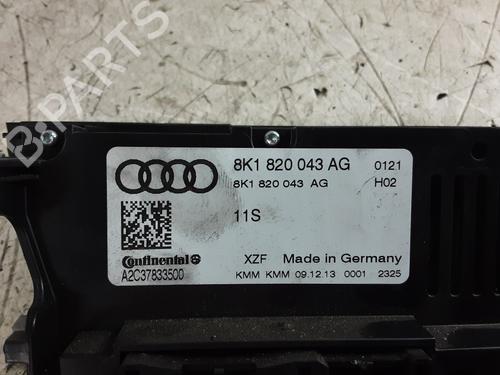 B-PARTS
8K1 820 043 AG 0121
8K1 820 043 AG H02
11S
Continental
A2C37833500
XZF Made in Germany
KMM KMM 09.12.13 0001 2325